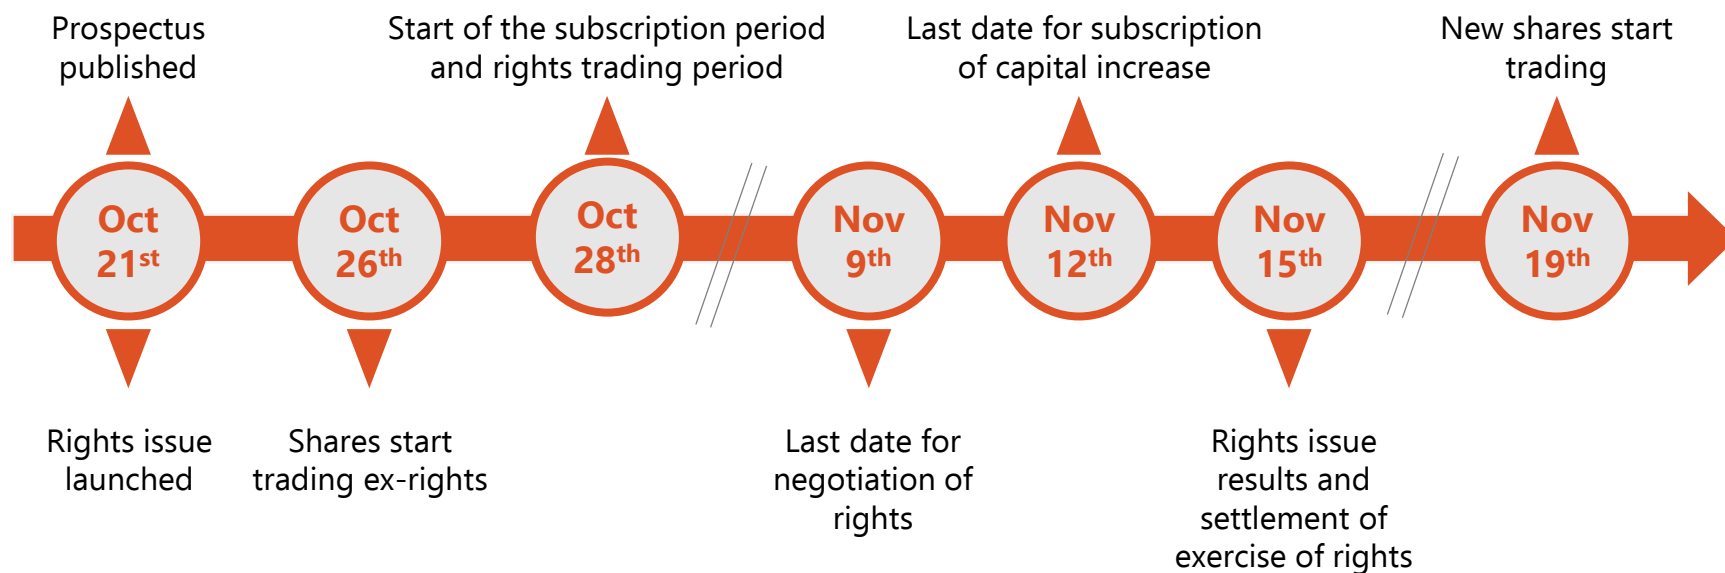 Prospectus
published
Start of the subscription period
and rights trading period
Last date for subscription
of capital increase
New shares start
trading
Oct
21st
Oct
26th
Oct
28th
Nov
9th
Nov
12th
Nov
15th
Nov
19th
Rights issue
launched
Shares start
trading ex-rights
Last date for
negotiation of
rights
Rights issue
results and
settlement of
exercise of rights